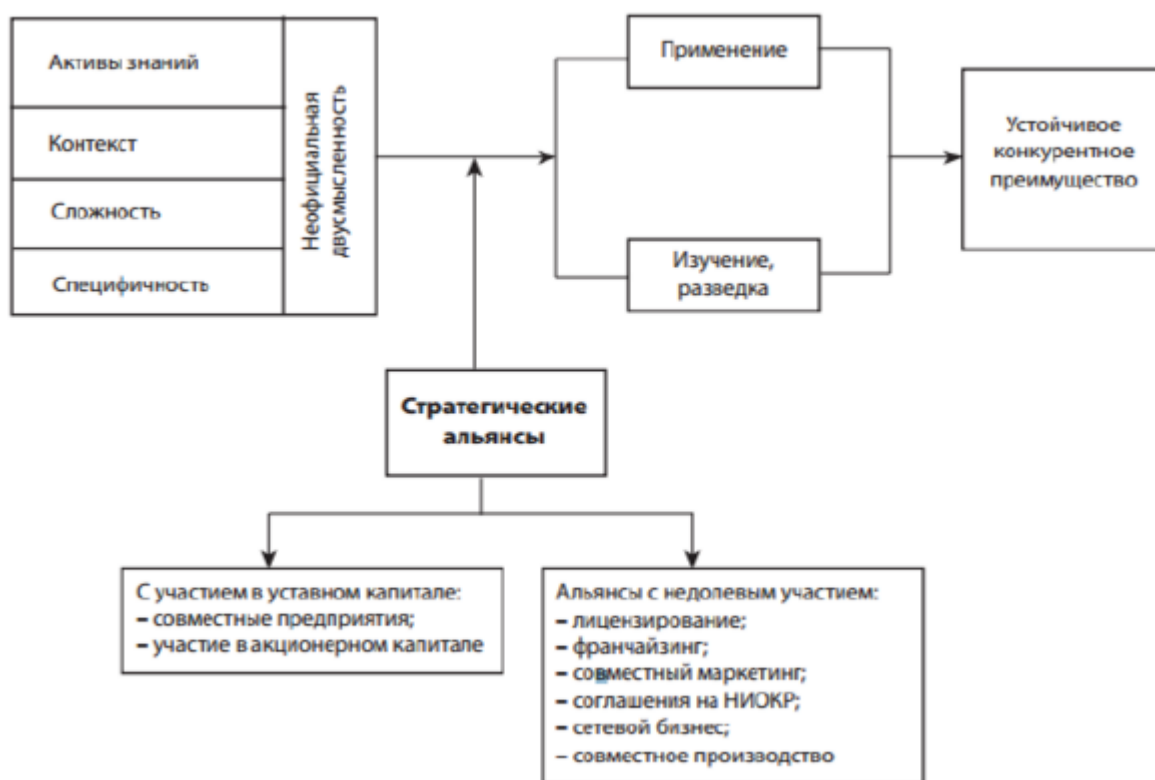 Активы знаний
Контекст
Сложность
Специфичность
Неофициальная
двусмысленность
Применение
Изучение,
разведка
Устойчивое
конкурентное
преимущество
Стратегические
альянсы
С участием в уставном капитале:
– совместные предприятия;
– участие в акционерном капитале
Альянсы с недолевым участием:
– лицензирование;
– франчайзинг;
– совместный маркетинг;
– соглашения на НИОКР;
– сетевой бизнес;
– совместное производство